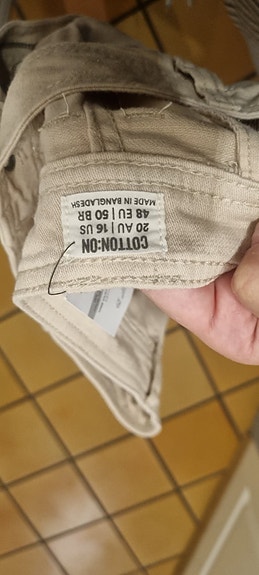 COTTON:ON
20 AU | 16 US
48 EU | 50 BR
MADE IN BANGLADESH